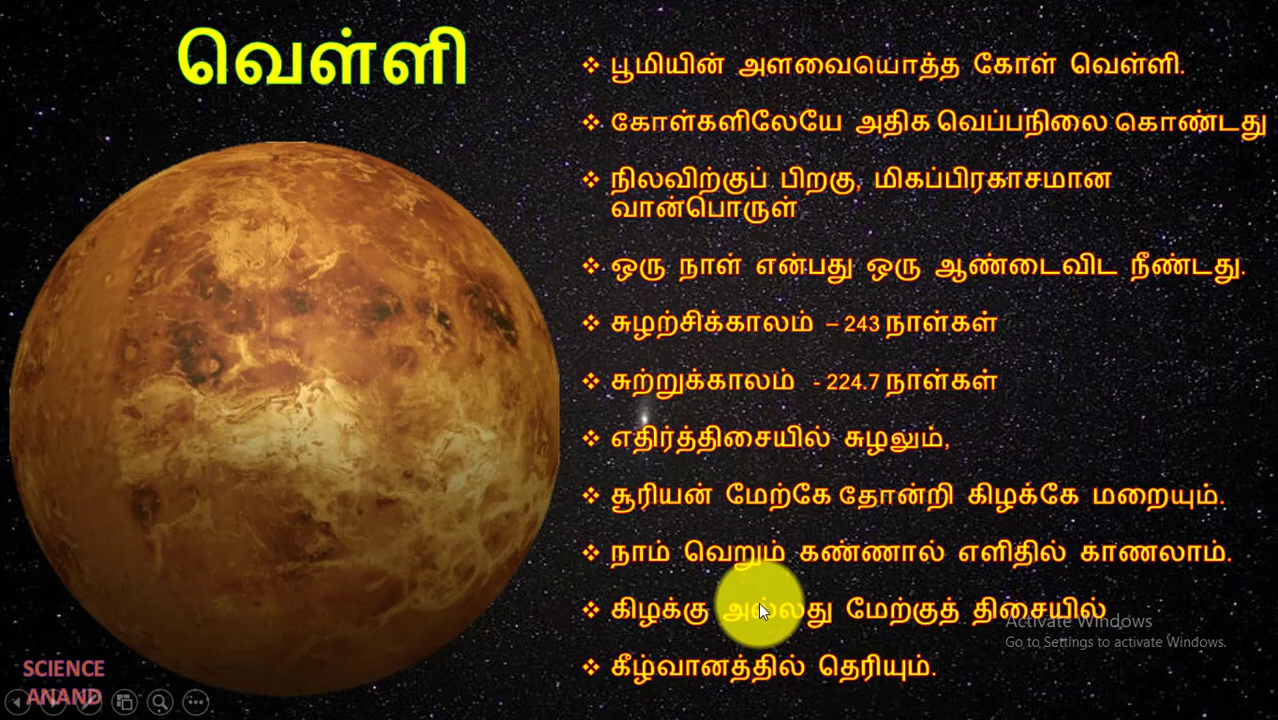 வெள்ளி
❖ பூமியின் அளவையொத்த கோள் வெள்ளி.
❖ கோள்களிலேயே அதிக வெப்பநிலை கொண்டது
❖ நிலவிற்குப் பிறகு, மிகப்பிரகாசமான
வான்பொருள்
❖ ஒரு நாள் என்பது ஒரு ஆண்டைவிட நீண்டது.
❖ சுழற்சிக்காலம் – 243 நாள்கள்
❖ சுற்றுக்காலம் - 224.7 நாள்கள்
❖ எதிர்த்திசையில் சுழலும்,
❖ சூரியன் மேற்கே தோன்றி கிழக்கே மறையும்.
❖ நாம் வெறும் கண்ணால் எளிதில் காணலாம்.
❖ கிழக்கு அல்லது மேற்குத் திசையில்
❖ கீழ்வானத்தில் தெரியும்.
Activate Windows
Go to Settings to activate Windows.
SCIENCE
ANAND